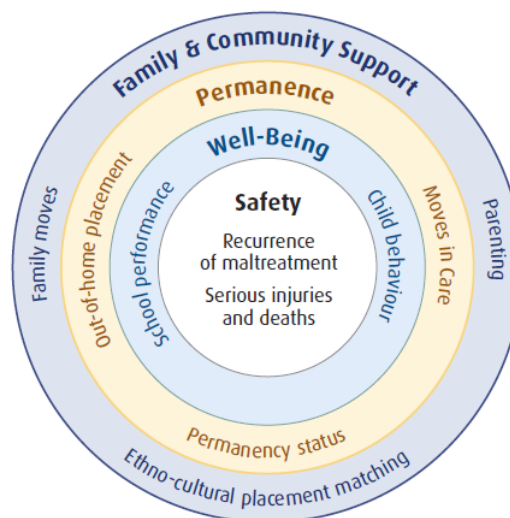 Family & Community Support
Permanence
Well-Being
Safety
Recurrence
of maltreatment
Serious injuries
and deaths
School performance
Child behaviour
Out-of-home placement
Moves in Care
Permanency status
Family moves
Parenting
Ethno-cultural placement matching